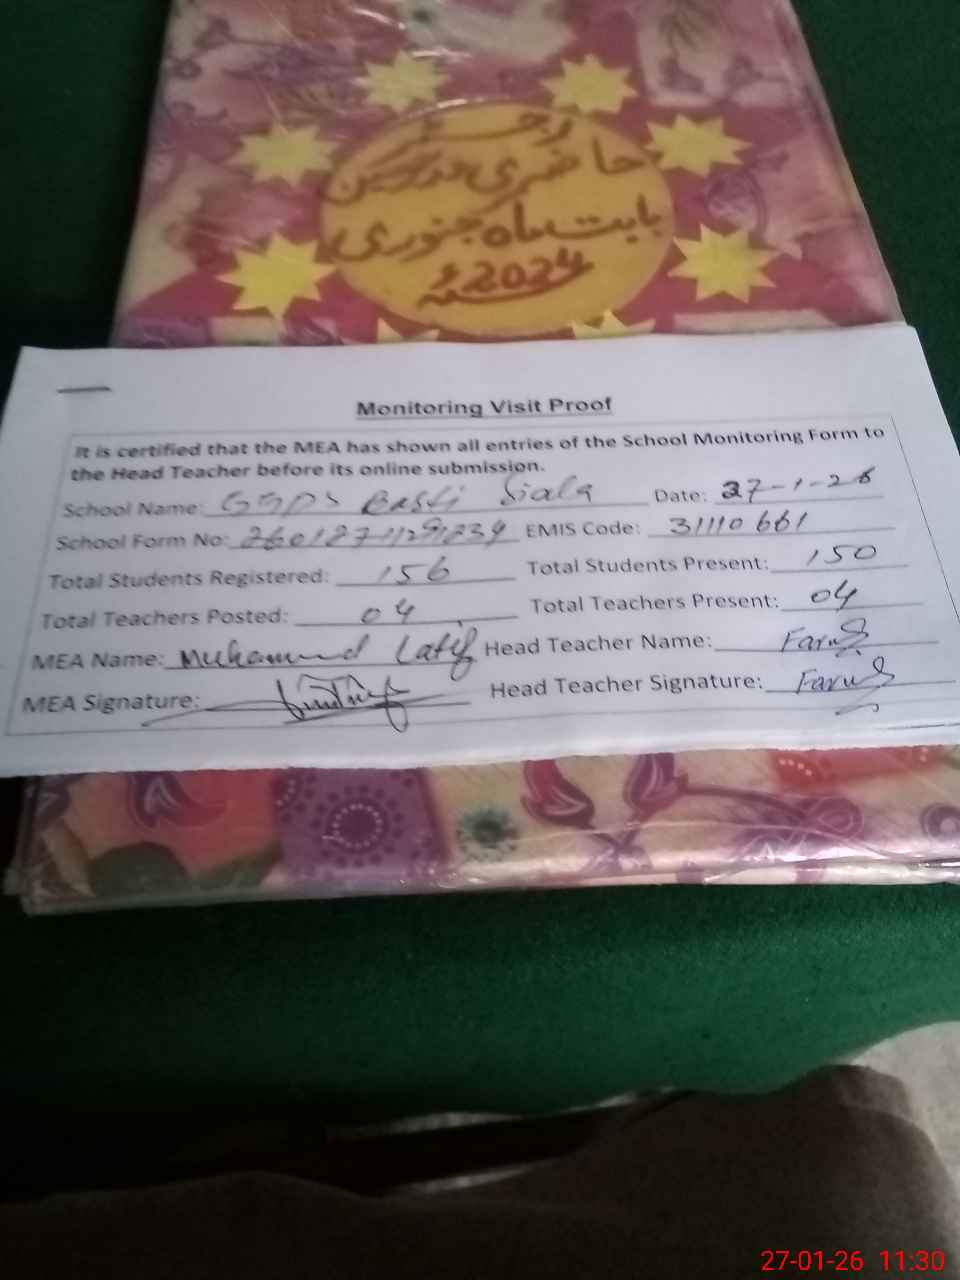 رجسٹر
حاضری مدرسین
بابت ماہ جنوری
2024ء
Monitoring Visit Proof
It is certified that the MEA has shown all entries of the School Monitoring Form to
the Head Teacher before its online submission.
School Name: GMPS Basti Siala Date: 27-1-26
School Form No: EMIS Code: 31110661
Total Students Registered: 156 Total Students Present: 150
Total Teachers Posted: 04 Total Teachers Present: 04
MEA Name: Muhammad Latif Head Teacher Name:
MEA Signature: Head Teacher Signature:
27-01-26 11:30